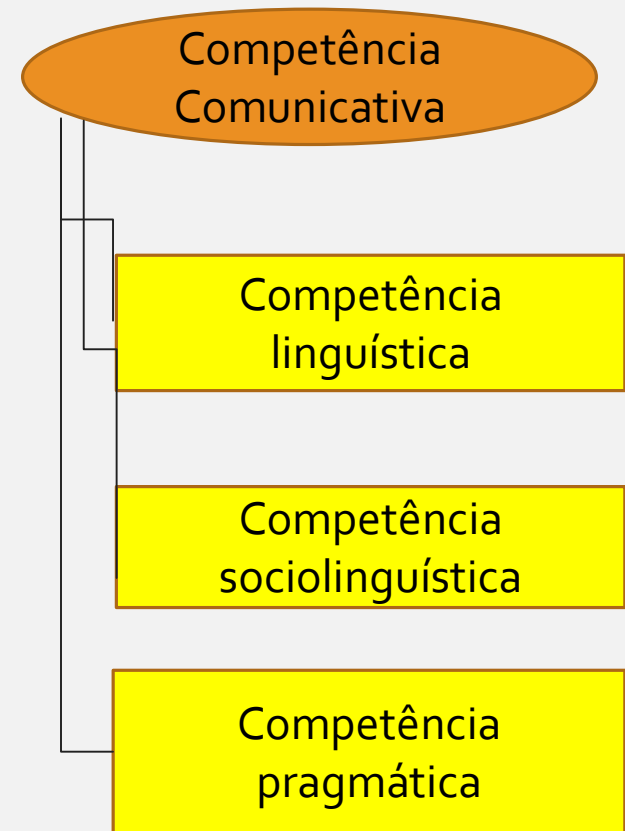 Competência
Comunicativa
Competência
linguística
Competência
sociolinguística
Competência
pragmática